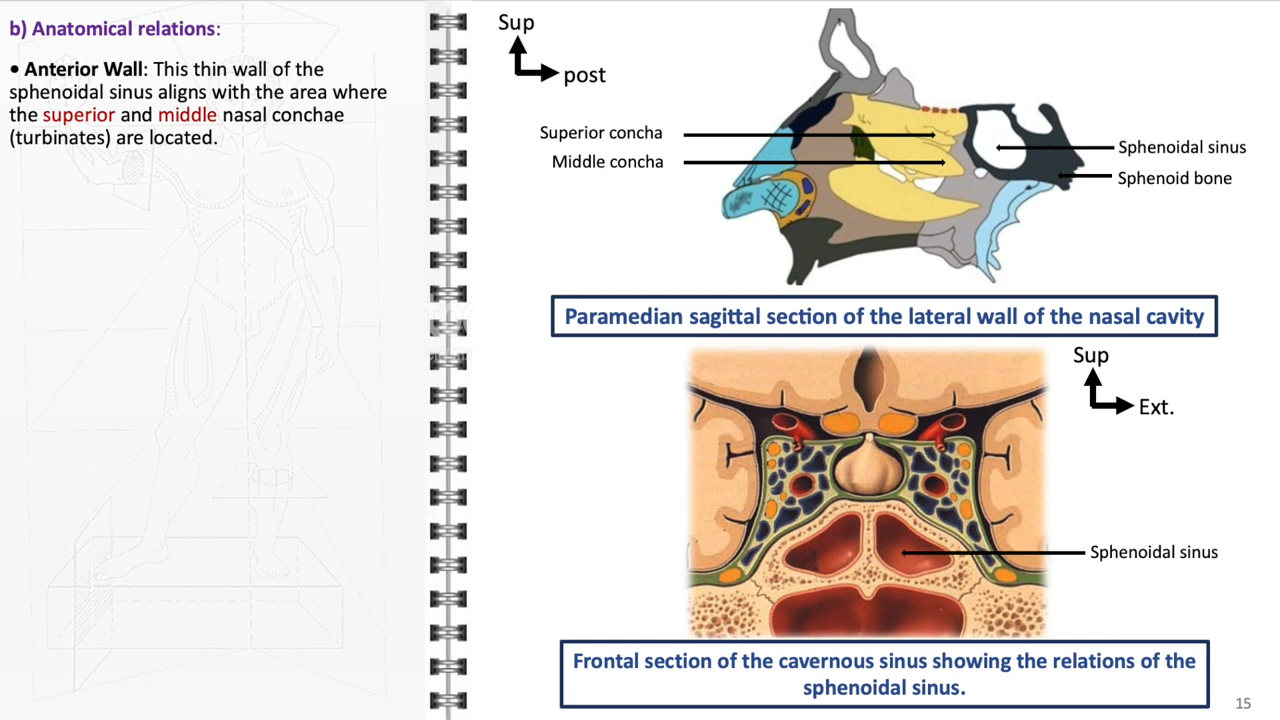 b) Anatomical relations:
• Anterior Wall: This thin wall of the
sphenoidal sinus aligns with the area where
the superior and middle nasal conchae
(turbinates) are located.
Sup
post
Superior concha
Middle concha
Sphenoidal sinus
Sphenoid bone
Paramedian sagittal section of the lateral wall of the nasal cavity
Sup
Ext.
Sphenoidal sinus
Frontal section of the cavernous sinus showing the relations of the
sphenoidal sinus.
15